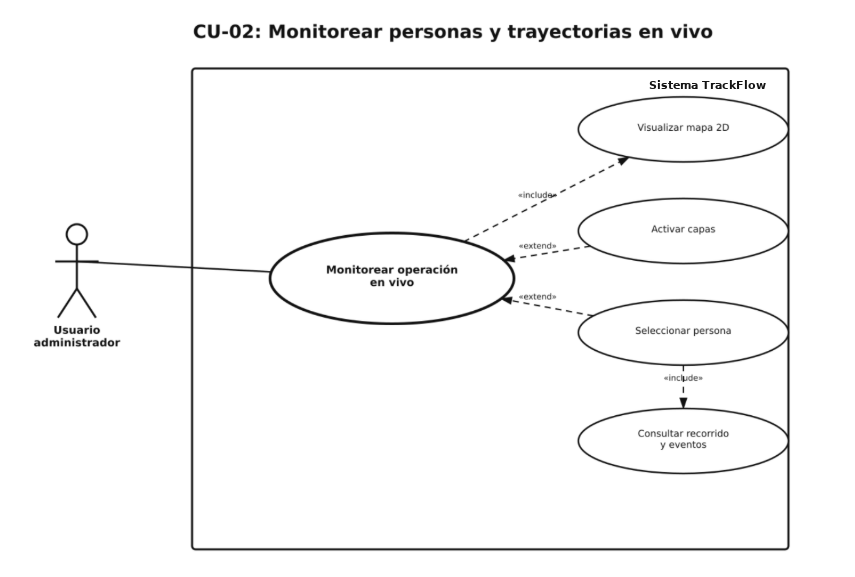 CU-02: Monitorear personas y trayectorias en vivo
Sistema TrackFlow
Visualizar mapa 2D
«include»
Activar capas
«extend»
Monitorear operación
en vivo
«extend»
Seleccionar persona
Usuario
administrador
«include»
Consultar recorrido
y eventos